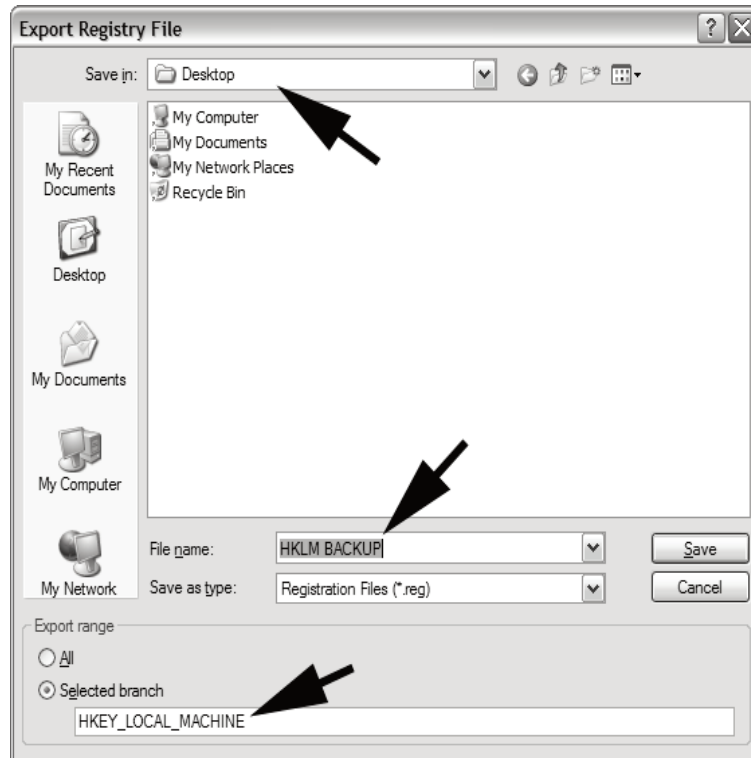 Export Registry File
?
X
Save in:
Desktop
My Recent
Documents
Desktop
My Documents
My Computer
My Network
My Computer
My Documents
My Network Places
Recycle Bin
File name:
HKLM BACKUP
Save
Save as type:
Registration Files (*.reg)
Cancel
Export range
All
Selected branch
HKEY_LOCAL_MACHINE